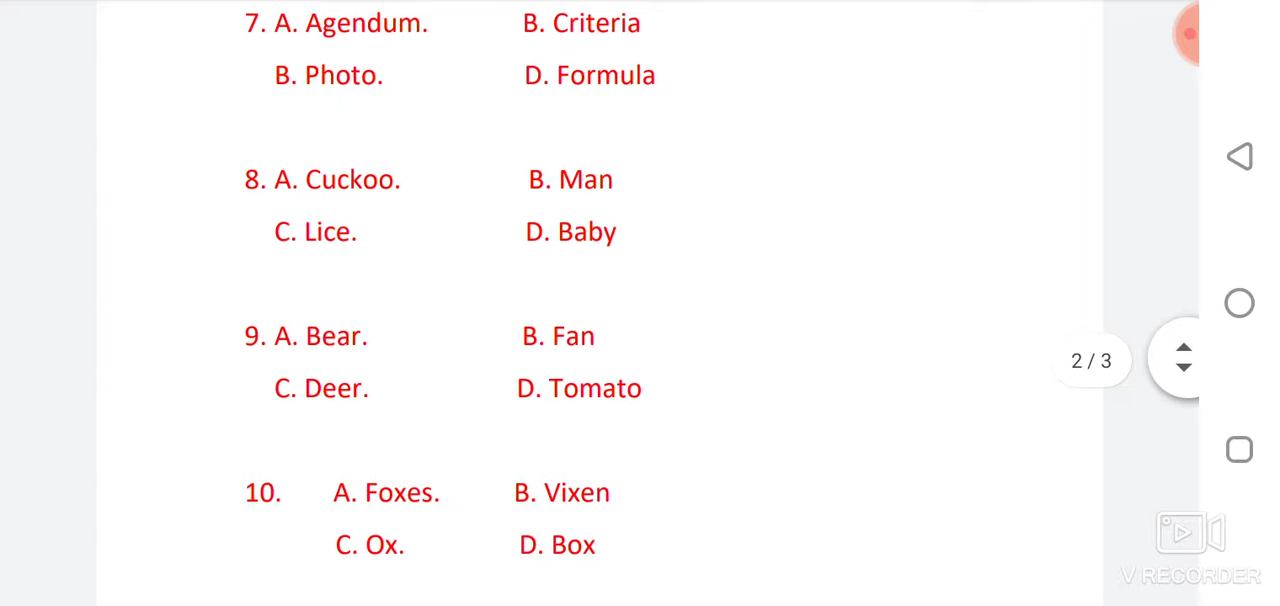 7. A. Agendum. B. Criteria
B. Photo. D. Formula
8. A. Cuckoo. B. Man
C. Lice. D. Baby
9. A. Bear. B. Fan
2 / 3
C. Deer. D. Tomato
10. A. Foxes. B. Vixen
C. Ox. D. Box
V RECORDER